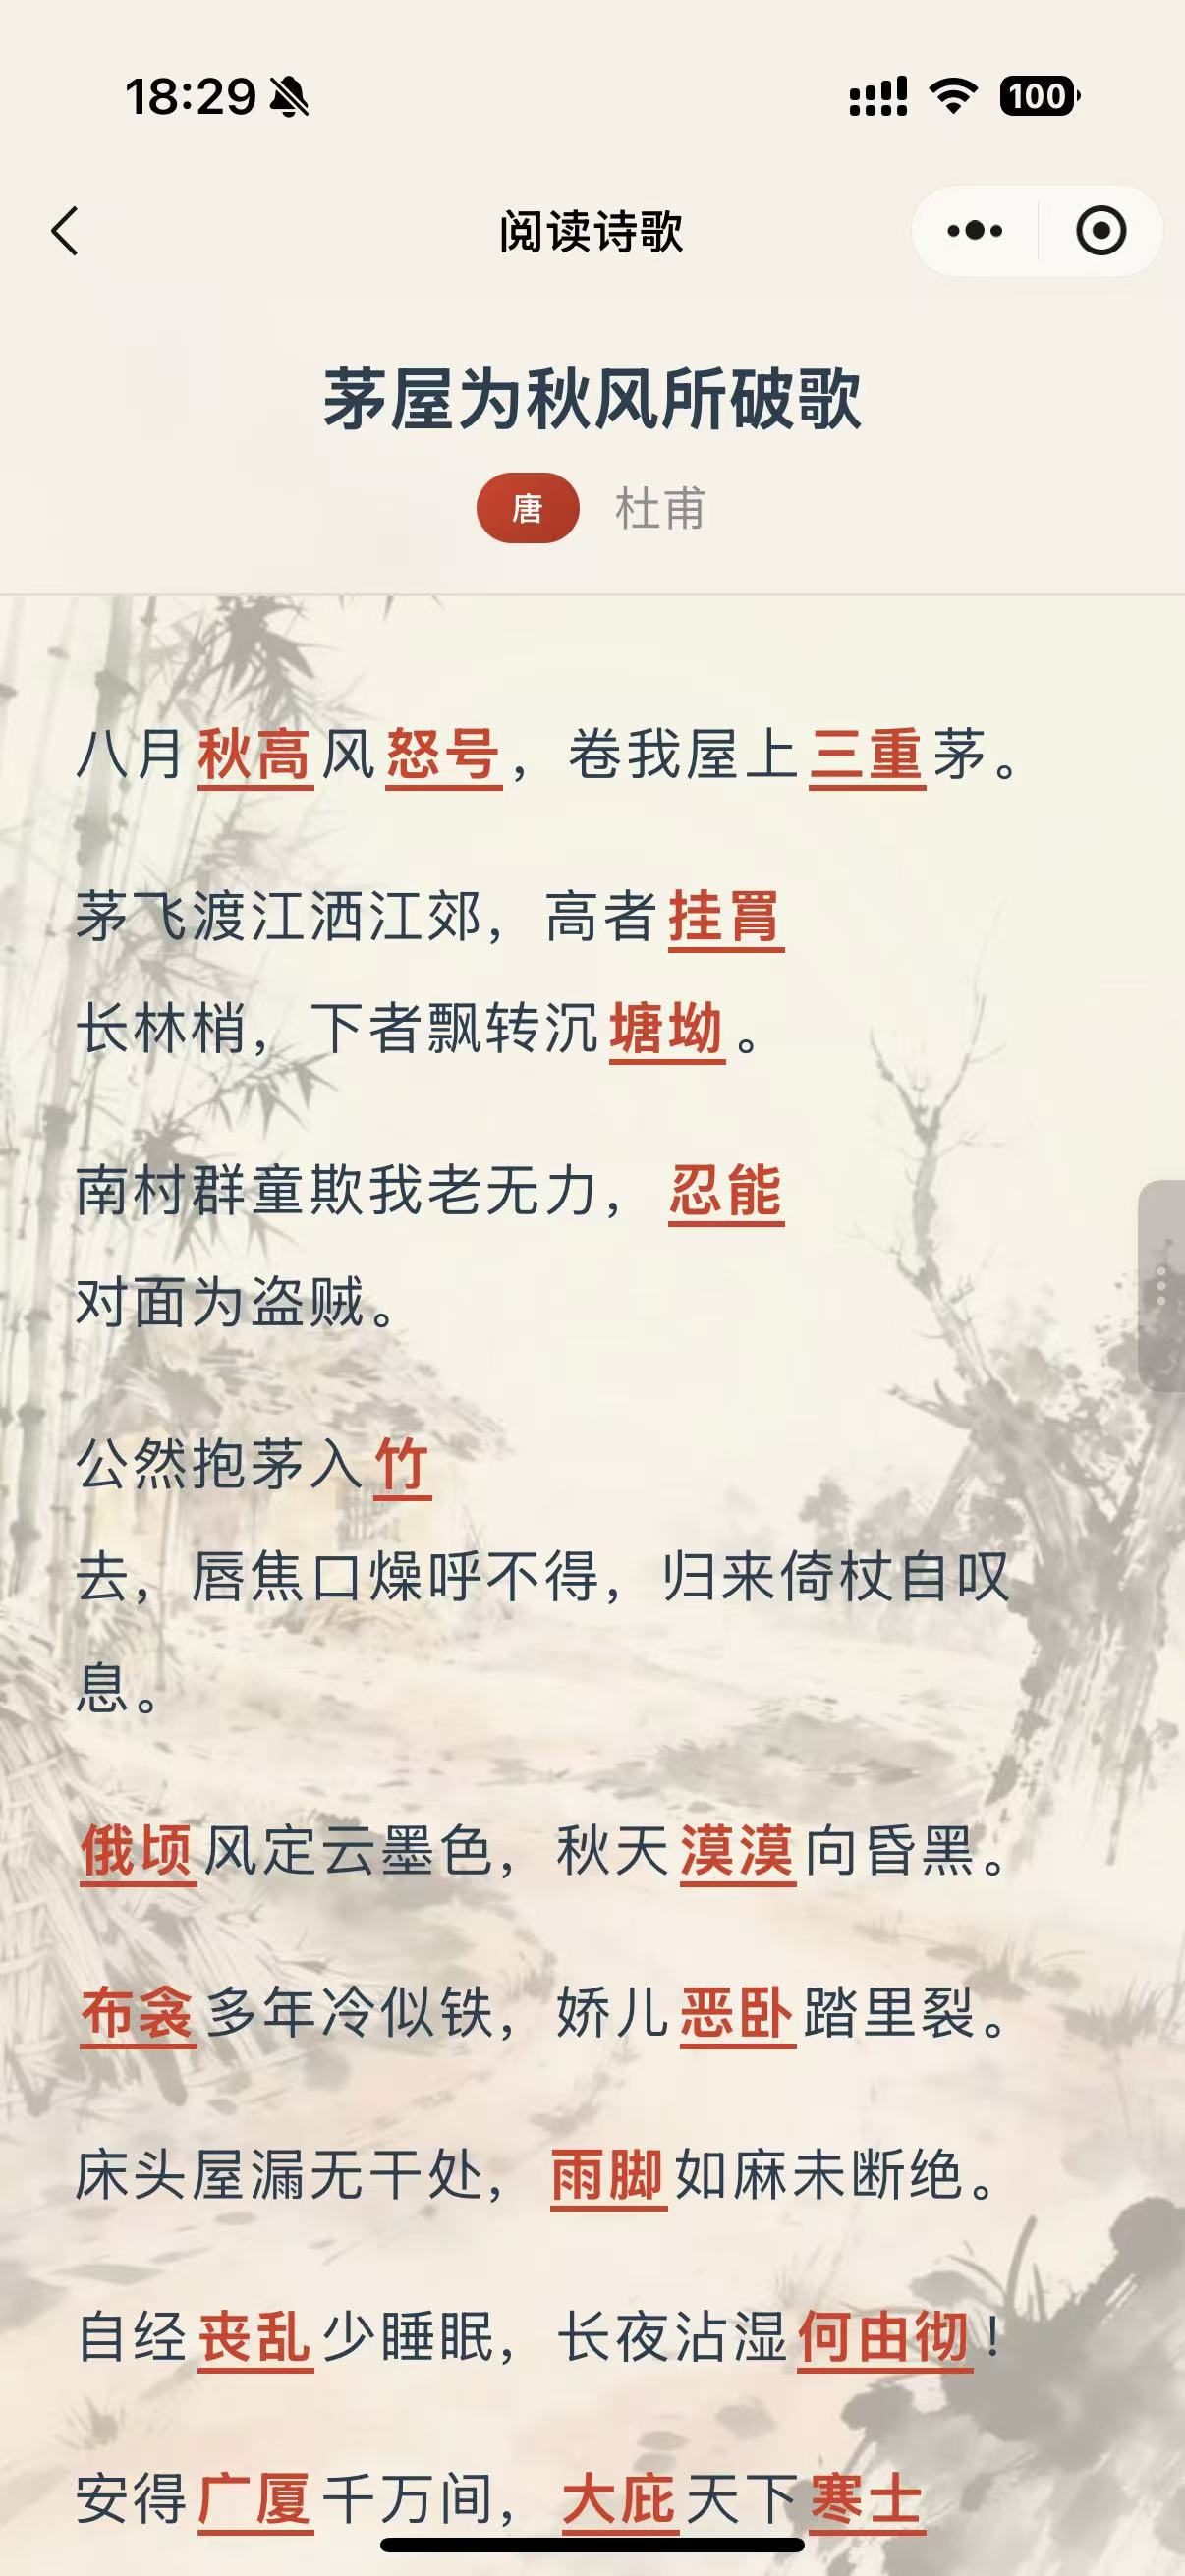 18:29
100
阅读诗歌
茅屋为秋风所破歌
唐 杜甫
八月秋高风怒号，卷我屋上三重茅。
茅飞渡江洒江郊，高者挂罥
长林梢，下者飘转沉塘坳。
南村群童欺我老无力，忍能
对面为盗贼。
公然抱茅入竹
去，唇焦口燥呼不得，归来倚杖自叹
息。
俄顷风定云墨色，秋天漠漠向昏黑。
布衾多年冷似铁，娇儿恶卧踏里裂。
床头屋漏无干处，雨脚如麻未断绝。
自经丧乱少睡眠，长夜沾湿何由彻！
安得广厦千万间，大庇天下寒士